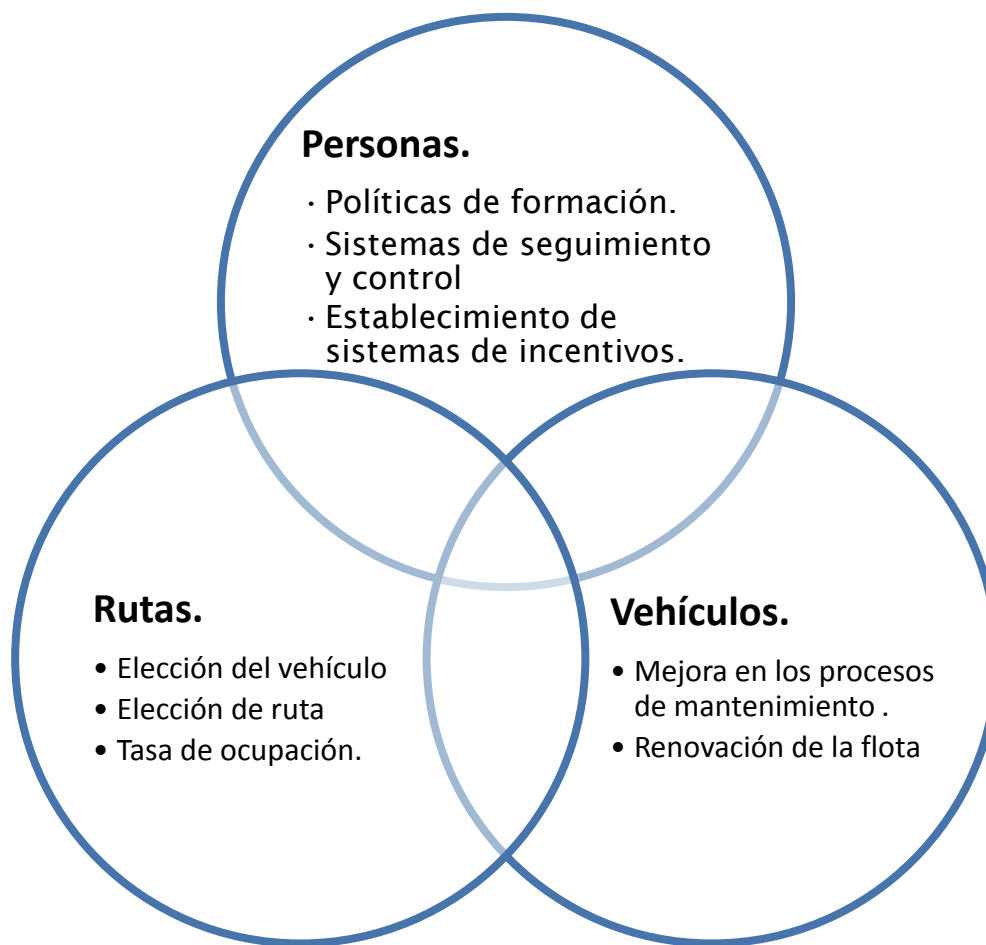 Personas.
· Políticas de formación.
· Sistemas de seguimiento
y control
· Establecimiento de
sistemas de incentivos.
Rutas.
• Elección del vehículo
• Elección de ruta
• Tasa de ocupación.
Vehículos.
• Mejora en los procesos
de mantenimiento .
• Renovación de la flota